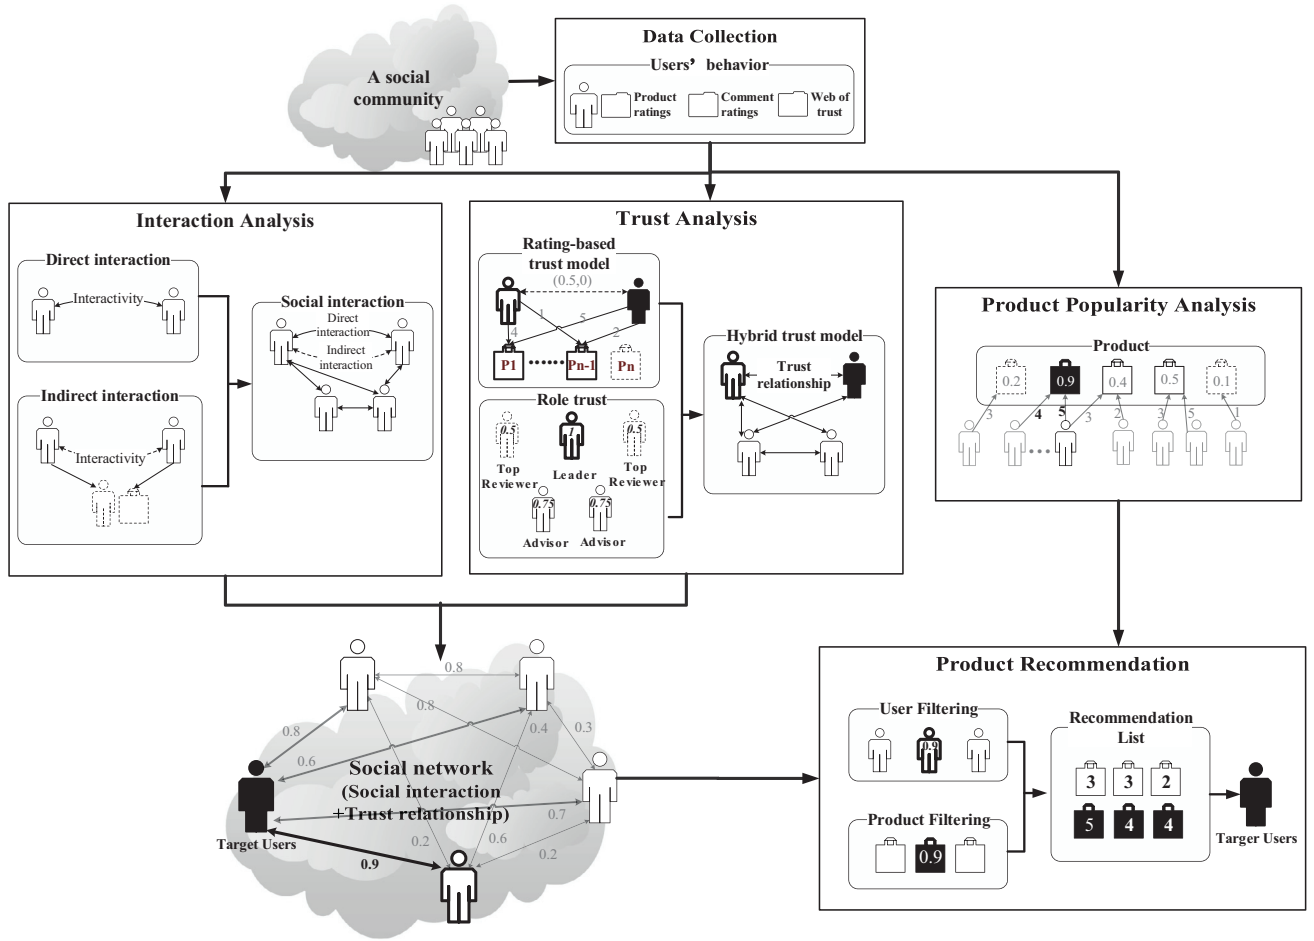 Data Collection
Users’ behavior
Product
ratings
Comment
ratings
Web of
trust
A social
community
Interaction Analysis
Direct interaction
Interactivity
Indirect interaction
Interactivity
Social interaction
Direct
interaction
Indirect
interaction
Trust Analysis
Rating-based
trust model
(0.5,0)
1
5
4
2
P1
Pn-1
Pn
Role trust
0.5
1
0.5
Top
Reviewer
Leader
Top
Reviewer
0.75
0.75
Advisor
Advisor
Hybrid trust model
Trust
relationship
Product Popularity Analysis
Product
0.2
0.9
0.4
0.5
0.1
3
4
5
3
2
3
5
1
0.8
0.8
0.8
0.4
0.3
0.6
Social network
(Social interaction
+Trust relationship)
0.7
Target Users
0.2
0.6
0.2
0.9
Product Recommendation
User Filtering
0.9
Product Filtering
0.9
Recommendation
List
3
3
2
5
4
4
Targer Users